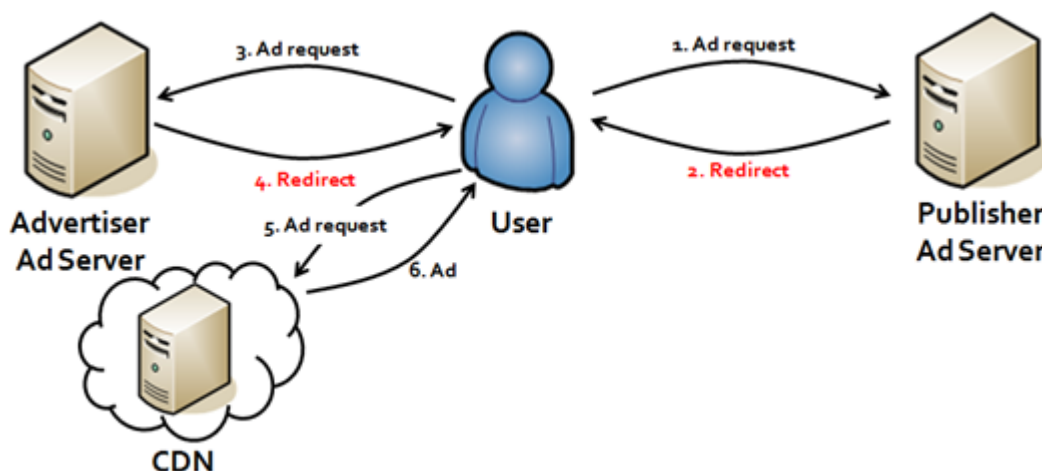 3. Ad request
1. Ad request
4. Redirect
2. Redirect
Advertiser
Ad Server
5. Ad request
User
Publisher
Ad Server
6. Ad
CDN